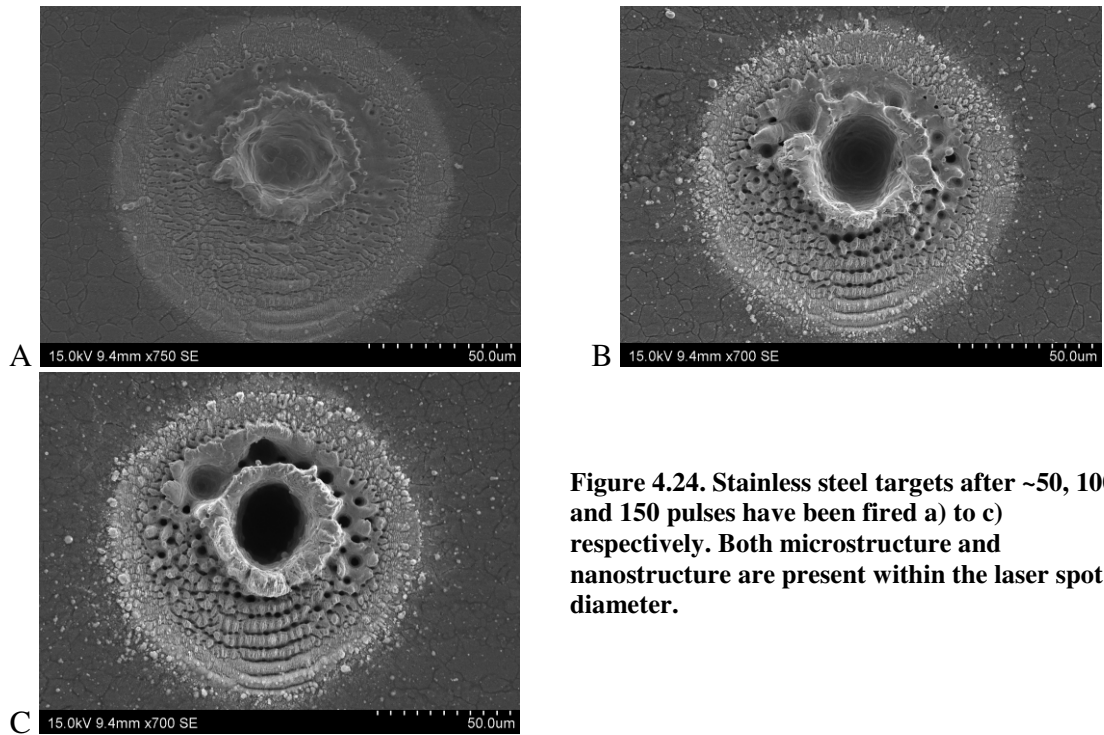 A
15.0kV 9.4mm x750 SE
50.0um
B
15.0kV 9.4mm x700 SE
50.0um
C
15.0kV 9.4mm x700 SE
50.0um
Figure 4.24. Stainless steel targets after ~50, 100
and 150 pulses have been fired a) to c)
respectively. Both microstructure and
nanostructure are present within the laser spot
diameter.